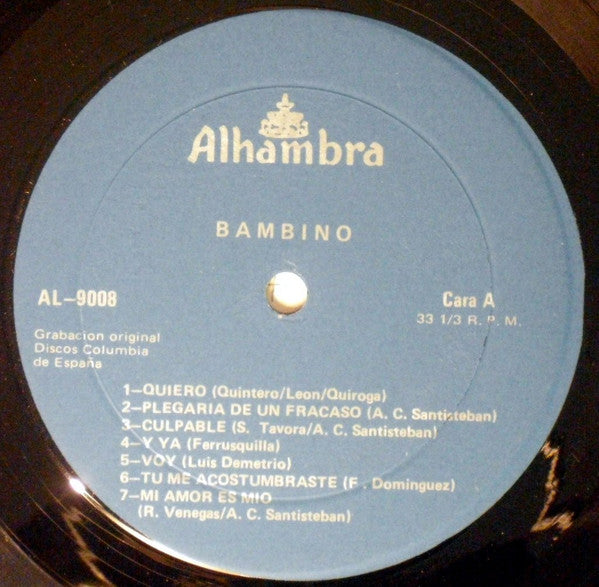 Alhambra
BAMBINO
AL-9008
Cara A
33 1/3 R. P. M.
Grabacion original
Discos Columbia
de España
1-QUIERO (Quintero/Leon/Quiroga)
2-PLEGARIA DE UN FRACASO (A. C. Santisteban)
3-CULPABLE (S. Tavora/A. C. Santisteban)
4-Y YA (Ferrusquilla)
5-VOY (Luis Demetrio)
6-TU ME ACOSTUMBRASTE (F . Dominguez)
7-MI AMOR ES MIO
(R. Venegas/A. C. Santisteban)